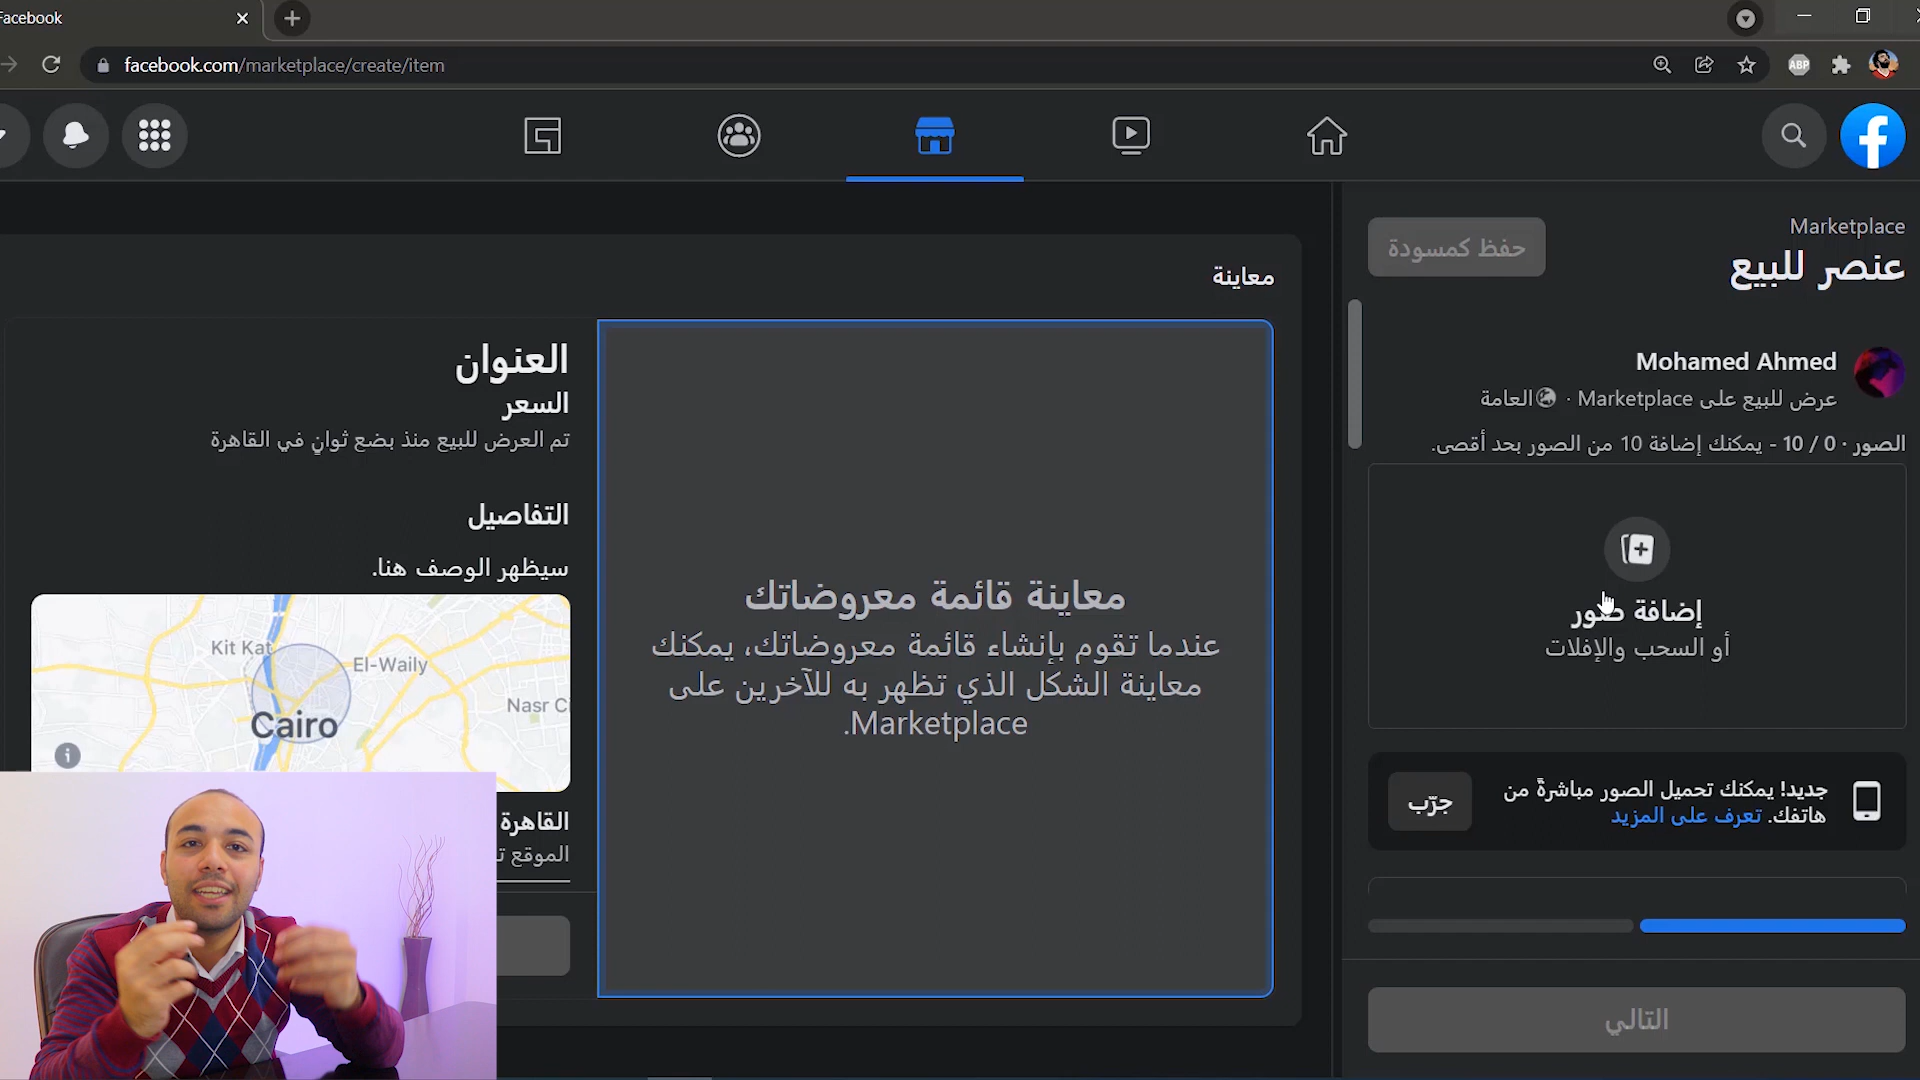 Facebook
facebook.com/marketplace/create/item
ABP
Marketplace
عنصر للبيع
حفظ كمسودة
Mohamed Ahmed
عرض للبيع على Marketplace · العامة
الصور · 0 / 10 - يمكنك إضافة 10 من الصور بحد أقصى.
إضافة صور
أو السحب والإفلات
جديد! يمكنك تحميل الصور مباشرةً من
هاتفك. تعرف على المزيد
جرّب
التالي
معاينة
معاينة قائمة معروضاتك
عندما تقوم بإنشاء قائمة معروضاتك، يمكنك
معاينة الشكل الذي تظهر به للآخرين على
Marketplace.
العنوان
السعر
تم العرض للبيع منذ بضع ثوانٍ في القاهرة
التفاصيل
سيظهر الوصف هنا.
Kit Kat
El-Waily
Nasr Ci
Cairo
القاهرة
الموقع